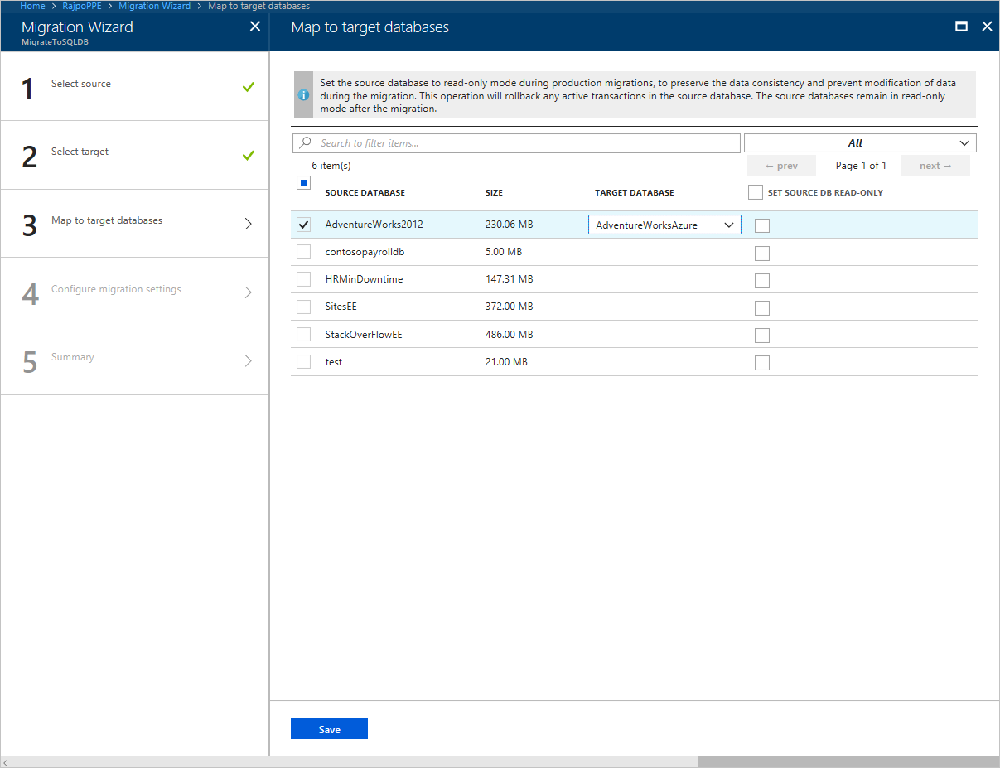 Home > RajpoPPE > Migration Wizard > Map to target databases
Migration Wizard
MigrateToSQLDB
Map to target databases
1 Select source
2 Select target
3 Map to target databases
4 Configure migration settings
5 Summary
Set the source database to read-only mode during production migrations, to preserve the data consistency and prevent modification of data
during the migration. This operation will rollback any active transactions in the source database. The source databases remain in read-only
mode after the migration.
Search to filter items...
All
6 item(s)
← prev Page 1 of 1 next →
SOURCE DATABASE SIZE TARGET DATABASE SET SOURCE DB READ-ONLY
AdventureWorks2012 230.06 MB AdventureWorksAzure
contosopayrolldb 5.00 MB
HRMinDowntime 147.31 MB
SitesEE 372.00 MB
StackOverFlowEE 486.00 MB
test 21.00 MB
Save